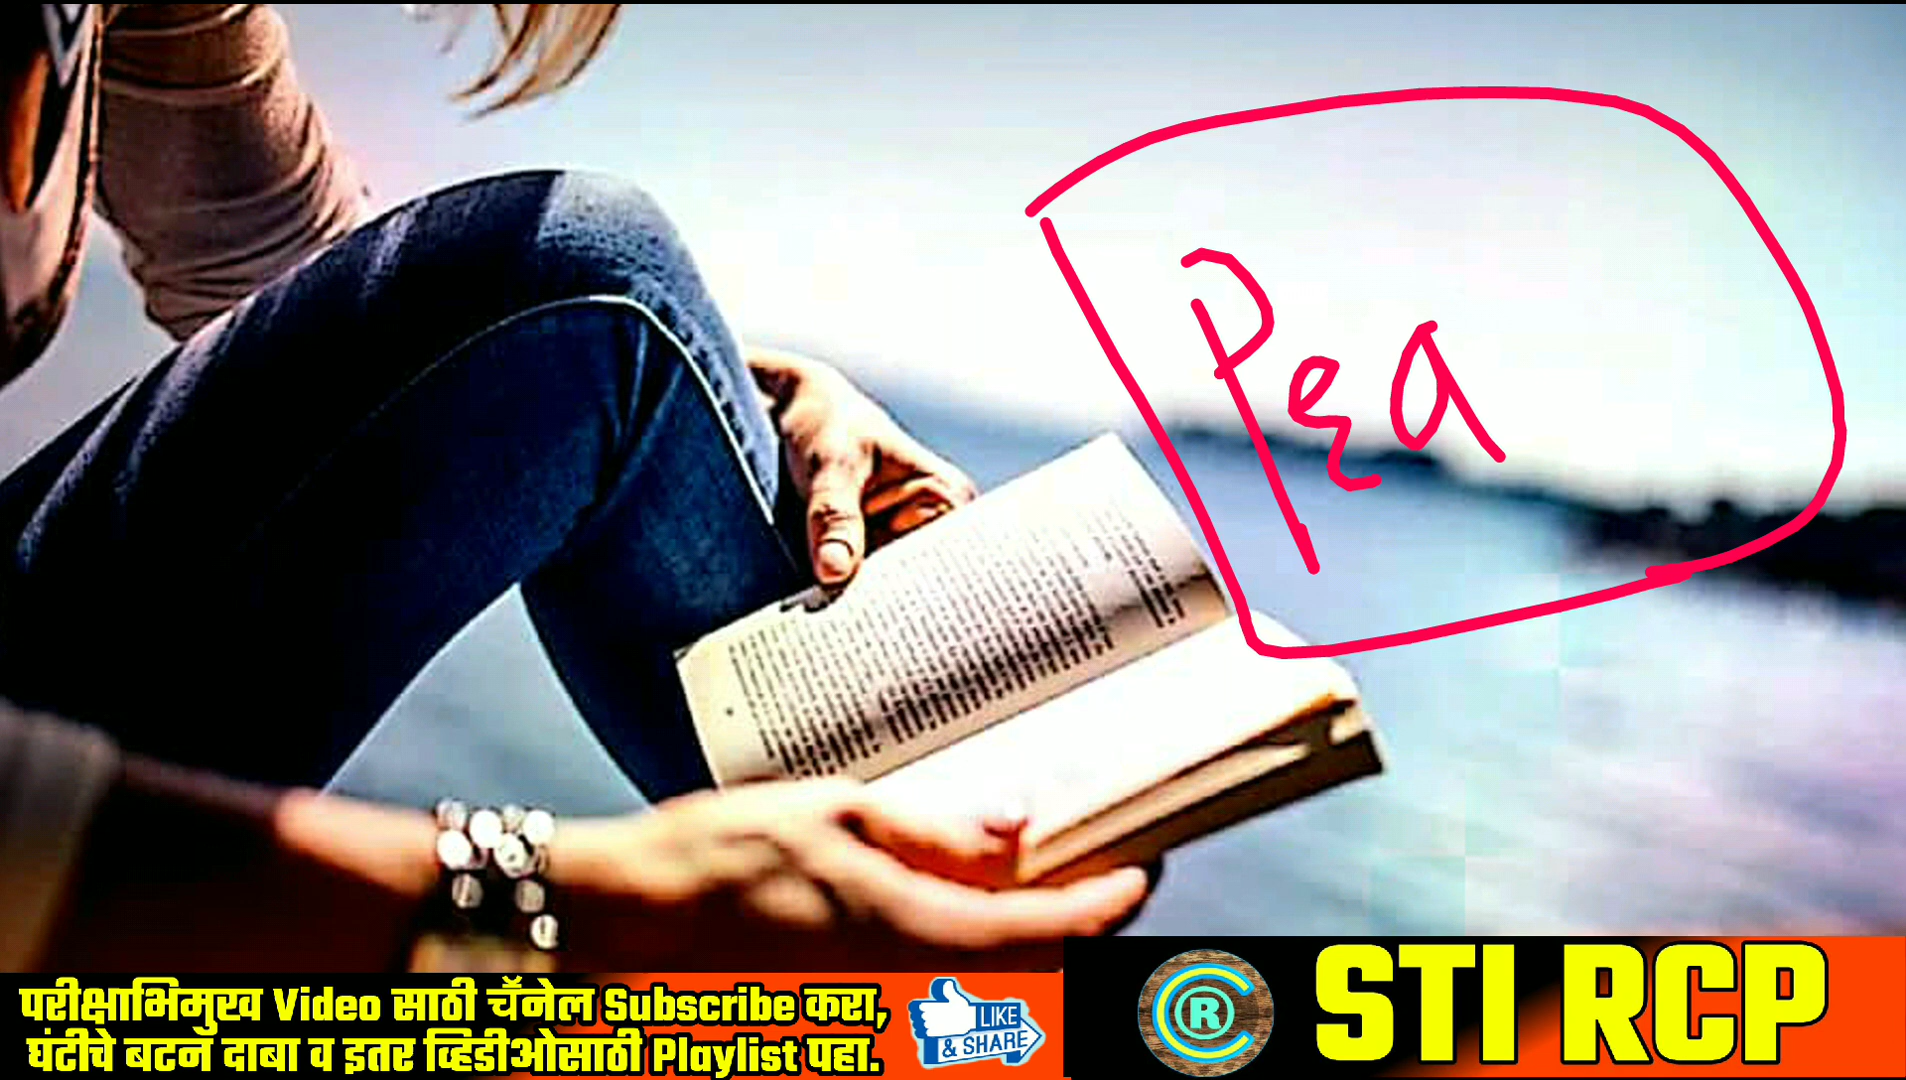 Pea
परीक्षाभिमुख Video साठी चॅनेल Subscribe करा,
घंटीचे बटन दाबा व इतर व्हिडीओसाठी Playlist पहा.
LIKE
& SHARE
R
STI RCP